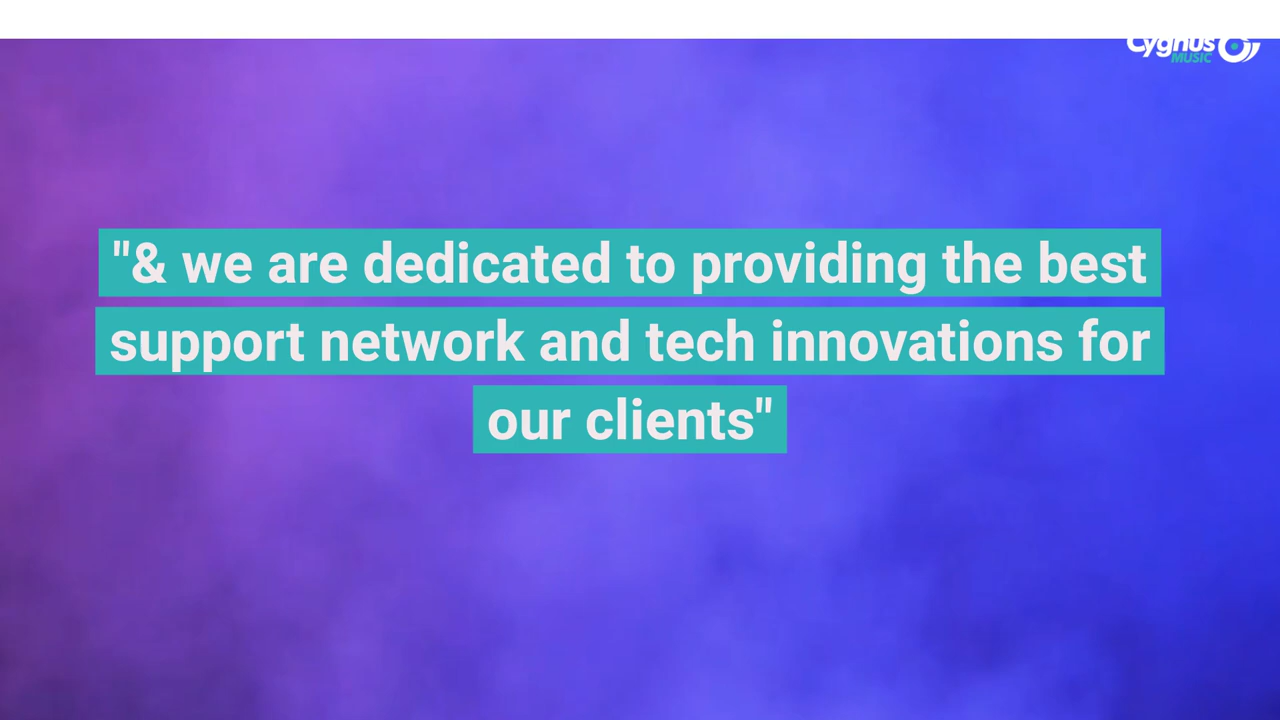 Cygnus
MUSIC
"& we are dedicated to providing the best
support network and tech innovations for
our clients"